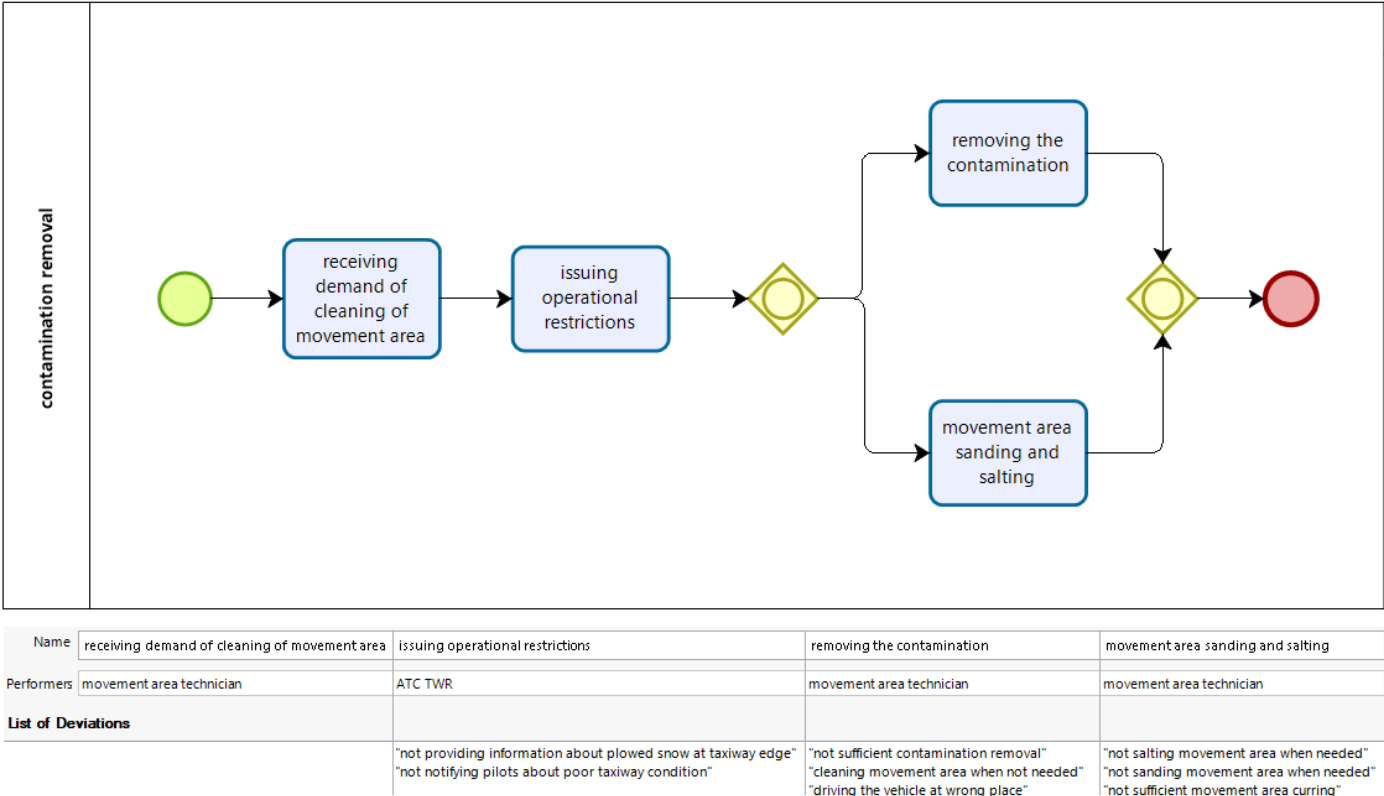 contamination removal
receiving
demand of
cleaning of
movement area
issuing
operational
restrictions
removing the
contamination
movement area
sanding and
salting
Name receiving demand of cleaning of movement area issuing operational restrictions removing the contamination movement area sanding and salting
Performers movement area technician ATC TWR movement area technician movement area technician
List of Deviations
"not providing information about plowed snow at taxiway edge" "not sufficient contamination removal" "not salting movement area when needed"
"not notifying pilots about poor taxiway condition" "cleaning movement area when not needed" "not sanding movement area when needed"
"driving the vehicle at wrong place" "not sufficient movement area curring"